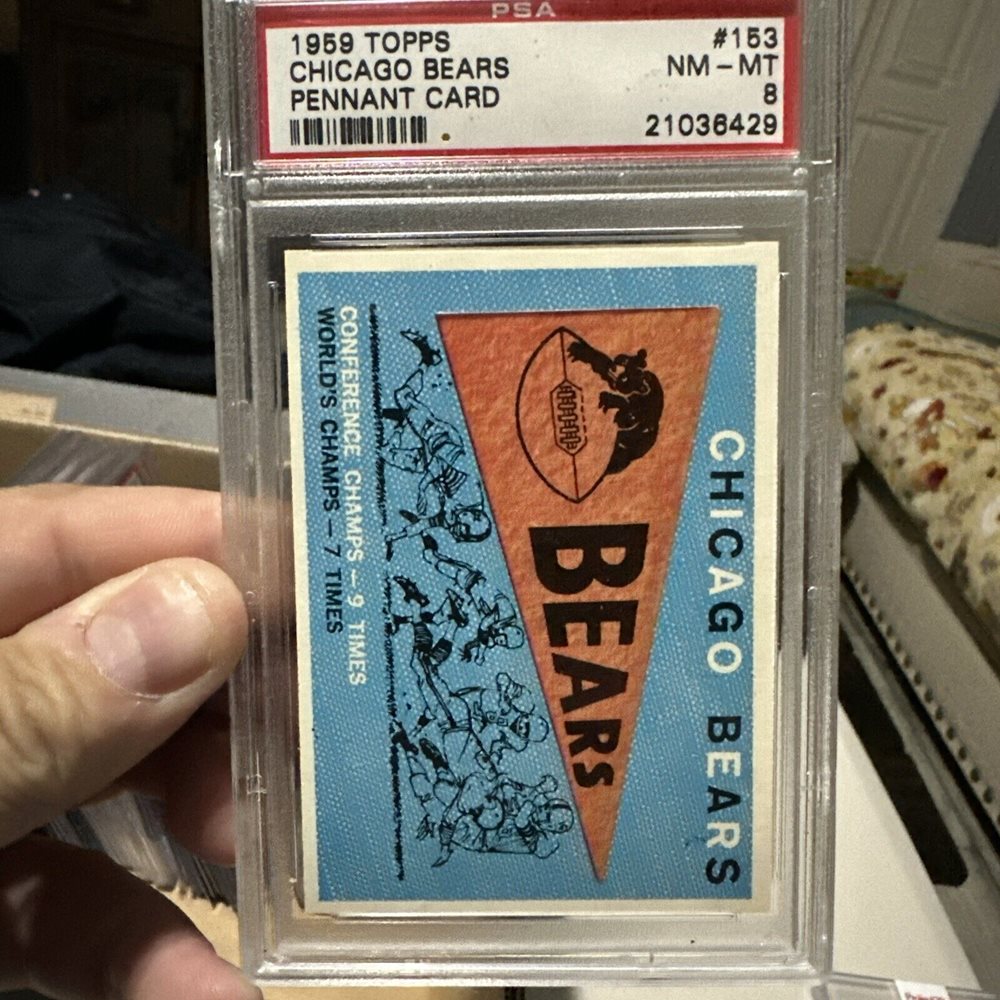 PSA
1959 TOPPS #153
CHICAGO BEARS NM - MT
PENNANT CARD 8
21036429
CHICAGO BEARS
BEARS
CONFERENCE CHAMPS - 9 TIMES
WORLD'S CHAMPS - 7 TIMES